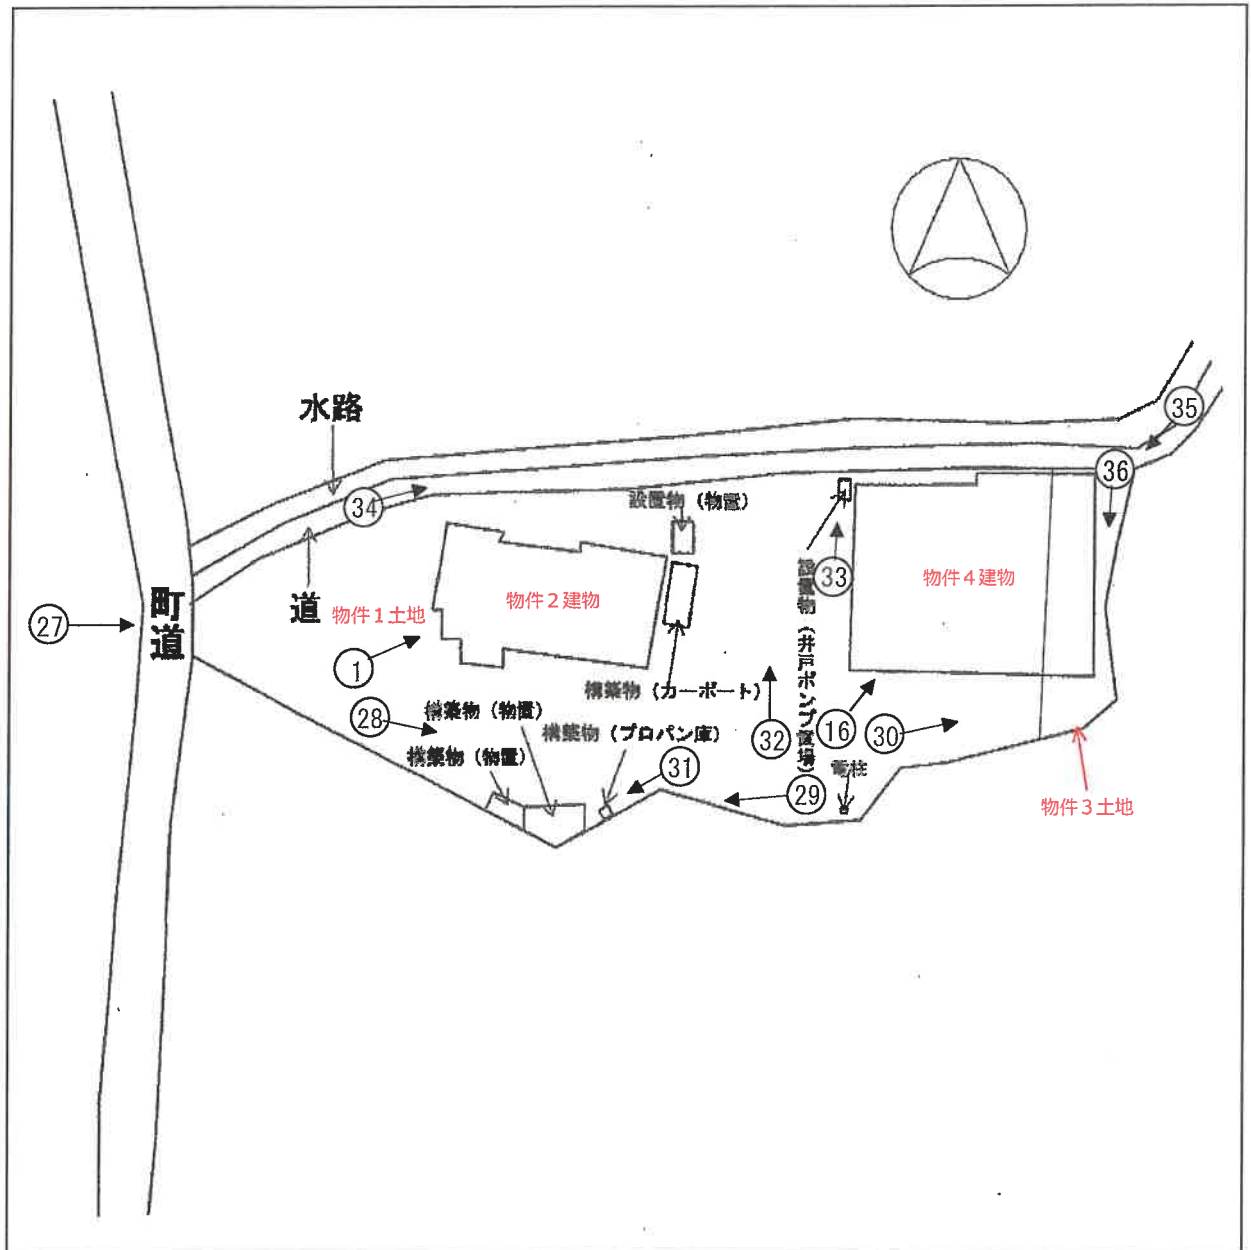 水路
35
36
34
設置物(物置)
33
物件4建物
町道
道
物件1土地
物件2建物
27
1
設置物(井戸ポンプ置場)
構築物(カーポート)
28
構築物(物置)
構築物(プロパン庫)
32
16
30
構築物(物置)
31
電柱
29
物件3土地